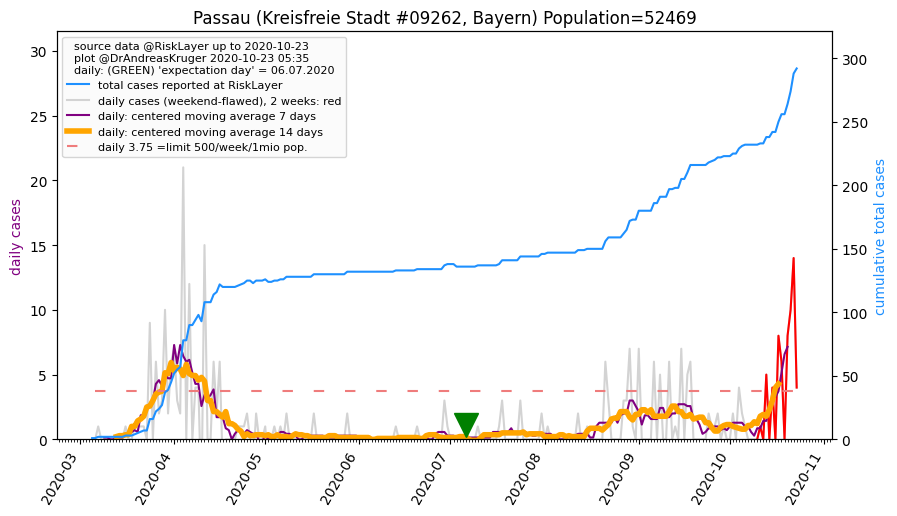 Passau (Kreisfreie Stadt #09262, Bayern) Population=52469
source data @RiskLayer up to 2020-10-23
plot @DrAndreasKruger 2020-10-23 05:35
daily: (GREEN) 'expectation day' = 06.07.2020
total cases reported at RiskLayer
daily cases (weekend-flawed), 2 weeks: red
daily: centered moving average 7 days
daily: centered moving average 14 days
daily 3.75 =limit 500/week/1mio pop.
daily cases
30
25
20
15
10
5
0
cumulative total cases
300
250
200
150
100
50
0
2020-03
2020-04
2020-05
2020-06
2020-07
2020-08
2020-09
2020-10
2020-11